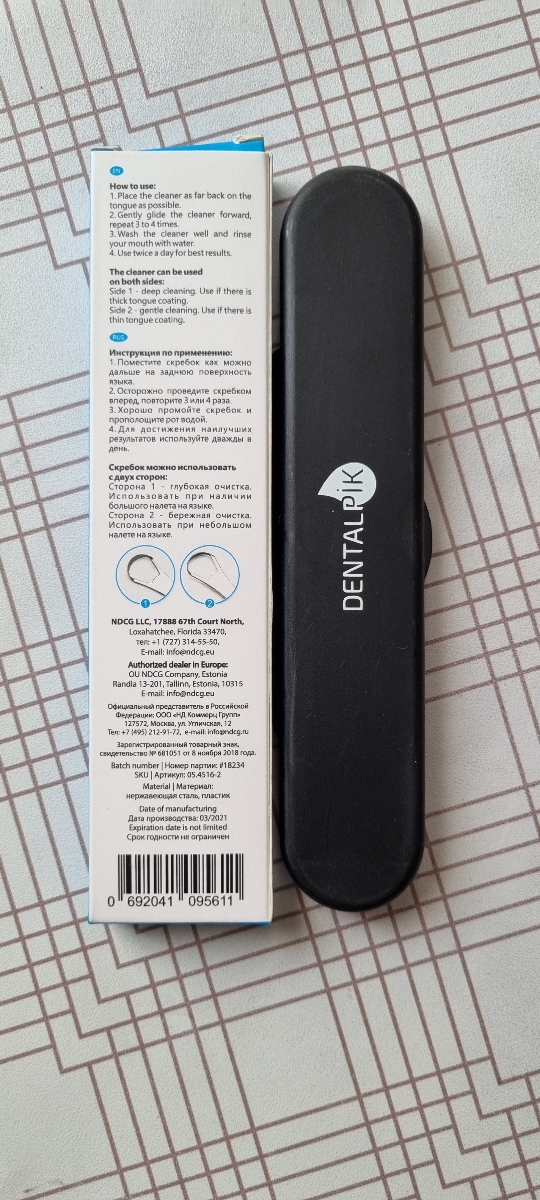 EN
How to use:
1. Place the cleaner as far back on the
tongue as possible.
2. Gently glide the cleaner forward,
repeat 3 to 4 times.
3. Wash the cleaner well and rinse
your mouth with water.
4. Use twice a day for best results.
The cleaner can be used
on both sides:
Side 1 - deep cleaning. Use if there is
thick tongue coating.
Side 2 - gentle cleaning. Use if there is
thin tongue coating.
RUS
Инструкция по применению:
1. Поместите скребок как можно
дальше на заднюю поверхность
языка.
2. Осторожно проведите скребком
вперед, повторите 3 или 4 раза.
3. Хорошо промойте скребок и
прополощите рот водой.
4. Для достижения наилучших
результатов используйте дважды в
день.
Скребок можно использовать
с двух сторон:
Сторона 1 - глубокая очистка.
Использовать при наличии
большого налета на языке.
Сторона 2 - бережная очистка.
Использовать при небольшом
налете на языке.
1 2
NDCG LLC, 17888 67th Court North,
Loxahatchee, Florida 33470,
тел: +1 (727) 314-55-50,
E-mail: info@ndcg.eu
Authorized dealer in Europe:
OU NDCG Company, Estonia
Randla 13-201, Tallinn, Estonia, 10315
E-mail: info@ndcg.eu
Официальный представитель в Российской
Федерации: ООО «НД Коммерц Групп»
127572, Москва, ул. Угличская, 12
Тел: +7 (495) 212-91-72, e-mail: info@ndcg.ru
Зарегистрированный товарный знак,
свидетельство № 681051 от 8 ноября 2018 года.
Batch number | Номер партии: #18234
SKU | Артикул: 05.4516-2
Material | Материал:
нержавеющая сталь, пластик
Date of manufacturing
Дата производства: 03/2021
Expiration date is not limited
Срок годности не ограничен
0 692041 095611
DENTALPIK